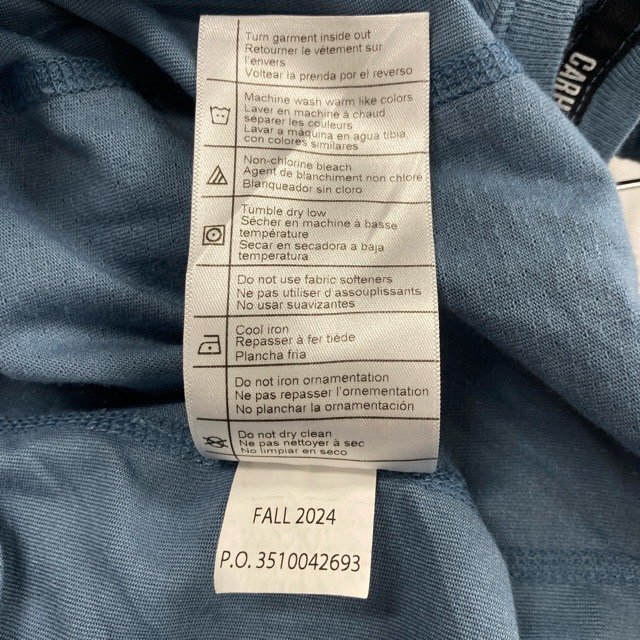 Turn garment inside out
Retourner le vêtement sur
l'envers
Voltear la prenda por el reverso
Machine wash warm like colors
Laver en machine à chaud,
séparer les couleurs
Lavar a máquina en agua tibia
con colores similares
Non-chlorine bleach
Agent de blanchiment non chloré
Blanqueador sin cloro
Tumble dry low
Sécher en machine à basse
température
Secar en secadora a baja
temperatura
Do not use fabric softeners
Ne pas utiliser d'assouplissants
No usar suavizantes
Cool iron
Repasser à fer tiède
Plancha fria
Do not iron ornamentation
Ne pas repasser l'ornementation
No planchar la ornamentación
Do not dry clean
Ne pas nettoyer à sec
No limpiar en seco
FALL 2024
P.O. 3510042693